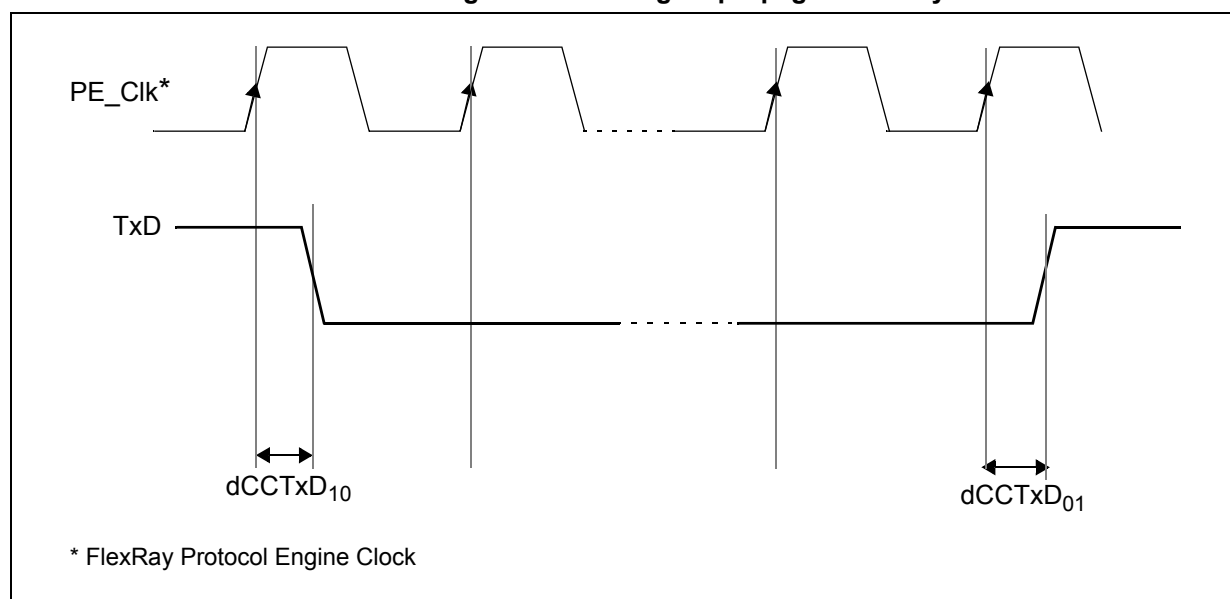 PE_Clk*
TxD
dCCTxD10
dCCTxD01
* FlexRay Protocol Engine Clock